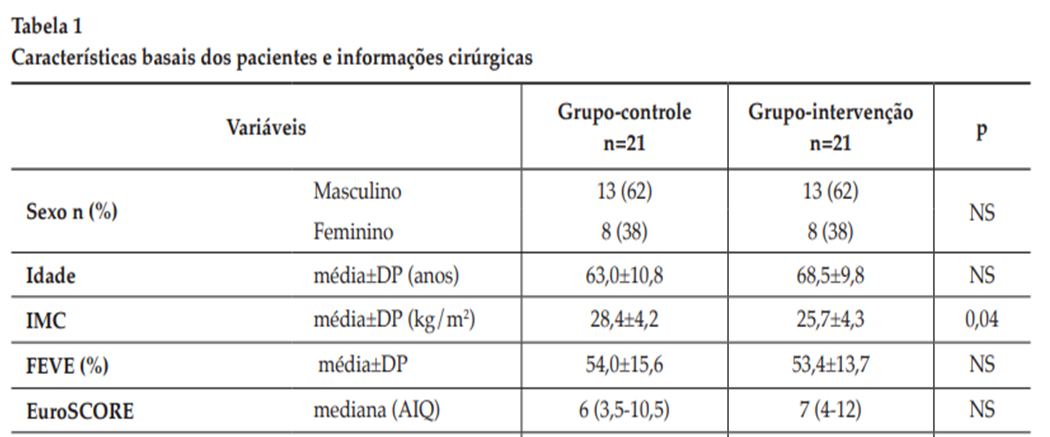 Tabela 1
Características basais dos pacientes e informações cirúrgicas
Variáveis Grupo-controle n=21 Grupo-intervenção n=21 p
Sexo n (%) Masculino 13 (62) 13 (62) NS
Feminino 8 (38) 8 (38)
Idade média±DP (anos) 63,0±10,8 68,5±9,8 NS
IMC média±DP (kg/m²) 28,4±4,2 25,7±4,3 0,04
FEVE (%) média±DP 54,0±15,6 53,4±13,7 NS
EuroSCORE mediana (AIQ) 6 (3,5-10,5) 7 (4-12) NS